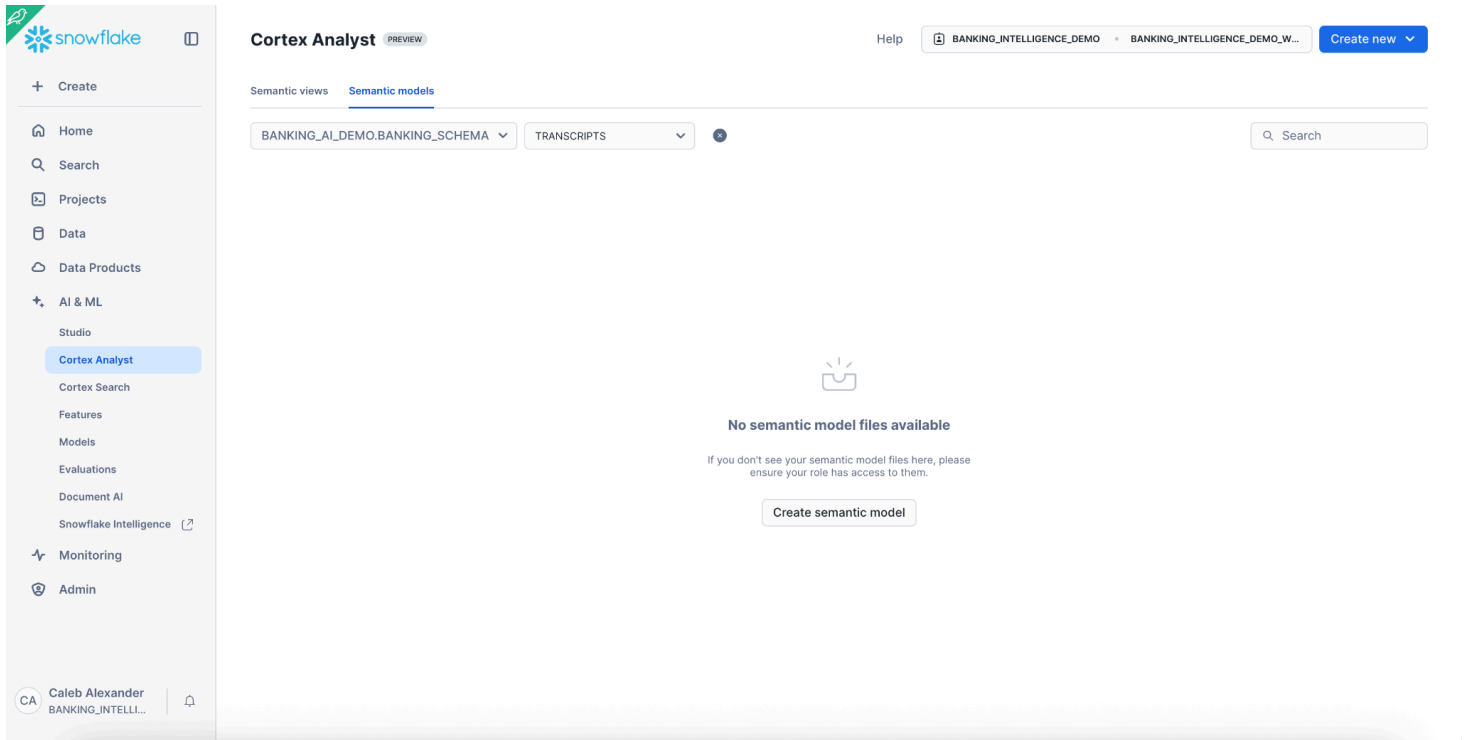 snowflake
Create
Home
Search
Projects
Data
Data Products
AI & ML
Studio
Cortex Analyst
Cortex Search
Features
Models
Evaluations
Document AI
Snowflake Intelligence
Monitoring
Admin
CA
Caleb Alexander
BANKING_INTELLI...
Cortex Analyst PREVIEW
Help
BANKING_INTELLIGENCE_DEMO · BANKING_INTELLIGENCE_DEMO_W...
Create new
Semantic views Semantic models
BANKING_AI_DEMO.BANKING_SCHEMA TRANSCRIPTS
Search
No semantic model files available
If you don't see your semantic model files here, please
ensure your role has access to them.
Create semantic model